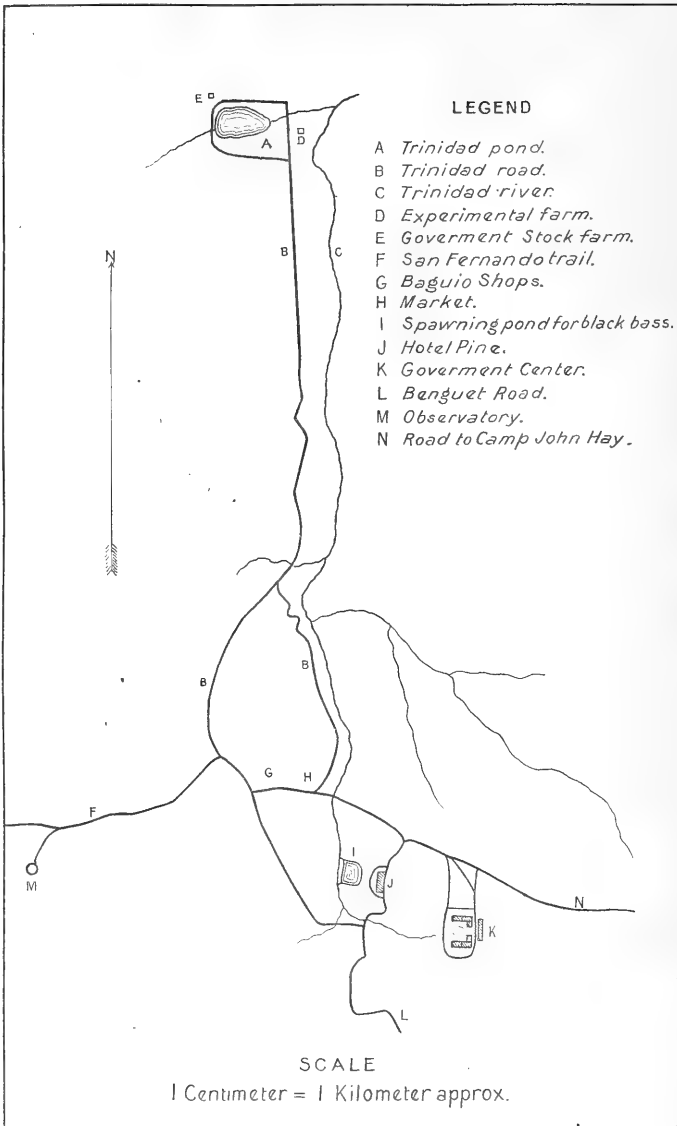 LEGEND
A Trinidad pond.
B Trinidad road.
C Trinidad river.
D Experimental farm.
E Goverment Stock farm.
F San Fernando trail.
G Baguio Shops.
H Market.
I Spawning pond for black bass.
J Hotel Pine.
K Goverment Center.
L Benguet Road.
M Observatory.
N Road to Camp John Hay.
E
D
A
B
C
N
B
B
G
H
F
I
M
J
N
K
L
SCALE
1 Centimeter = 1 Kilometer approx.